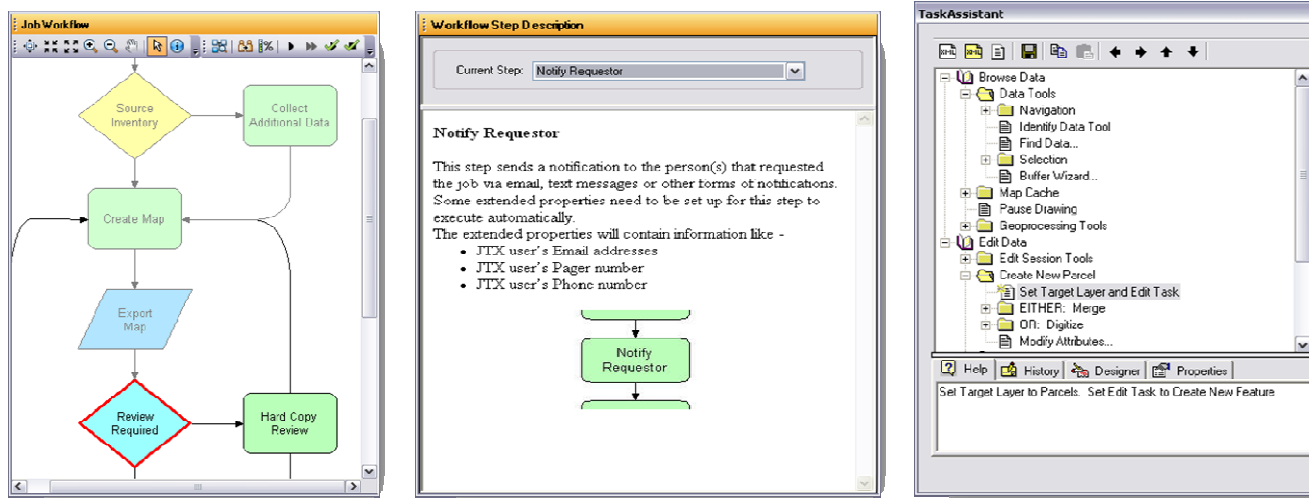 Job Workflow
Source
Inventory
Collect
Additional Data
Create Map
Export
Map
Review
Required
Hard Copy
Review
Workflow Step Description
Current Step: Notify Requestor
Notify Requestor
This step sends a notification to the person(s) that requested
the job via email, text messages or other forms of notifications.
Some extended properties need to be set up for this step to
execute automatically.
The extended properties will contain information like -
• JTX user's Email addresses
• JTX user's Pager number
• JTX user's Phone number
Notify
Requestor
TaskAssistant
XML XML
Browse Data
Data Tools
Navigation
Identify Data Tool
Find Data...
Selection
Buffer Wizard...
Map Cache
Pause Drawing
Geoprocessing Tools
Edit Data
Edit Session Tools
Create New Parcel
Set Target Layer and Edit Task
EITHER: Merge
OR: Digitize
Modify Attributes...
Help History Designer Properties
Set Target Layer to Parcels. Set Edit Task to Create New Feature